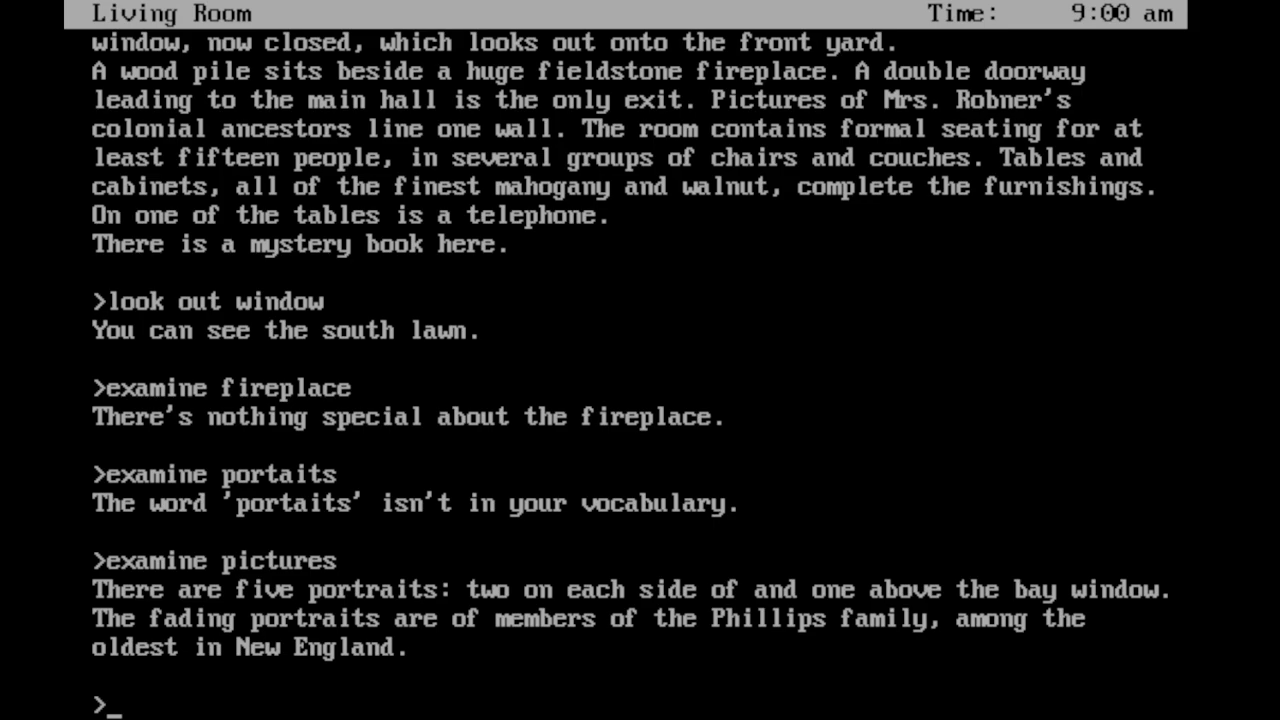 Living Room Time: 9:00 am
window, now closed, which looks out onto the front yard.
A wood pile sits beside a huge fieldstone fireplace. A double doorway
leading to the main hall is the only exit. Pictures of Mrs. Robner's
colonial ancestors line one wall. The room contains formal seating for at
least fifteen people, in several groups of chairs and couches. Tables and
cabinets, all of the finest mahogany and walnut, complete the furnishings.
On one of the tables is a telephone.
There is a mystery book here.
>look out window
You can see the south lawn.
>examine fireplace
There's nothing special about the fireplace.
>examine portaits
The word 'portaits' isn't in your vocabulary.
>examine pictures
There are five portraits: two on each side of and one above the bay window.
The fading portraits are of members of the Phillips family, among the
oldest in New England.
>_